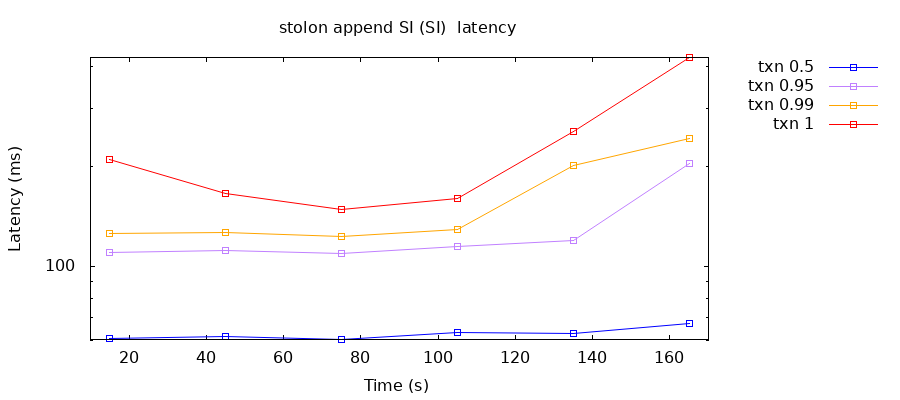 stolon append SI (SI)  latency
txn 0.5
txn 0.95
txn 0.99
txn 1
Latency (ms)
100
20 40 60 80 100 120 140 160
Time (s)